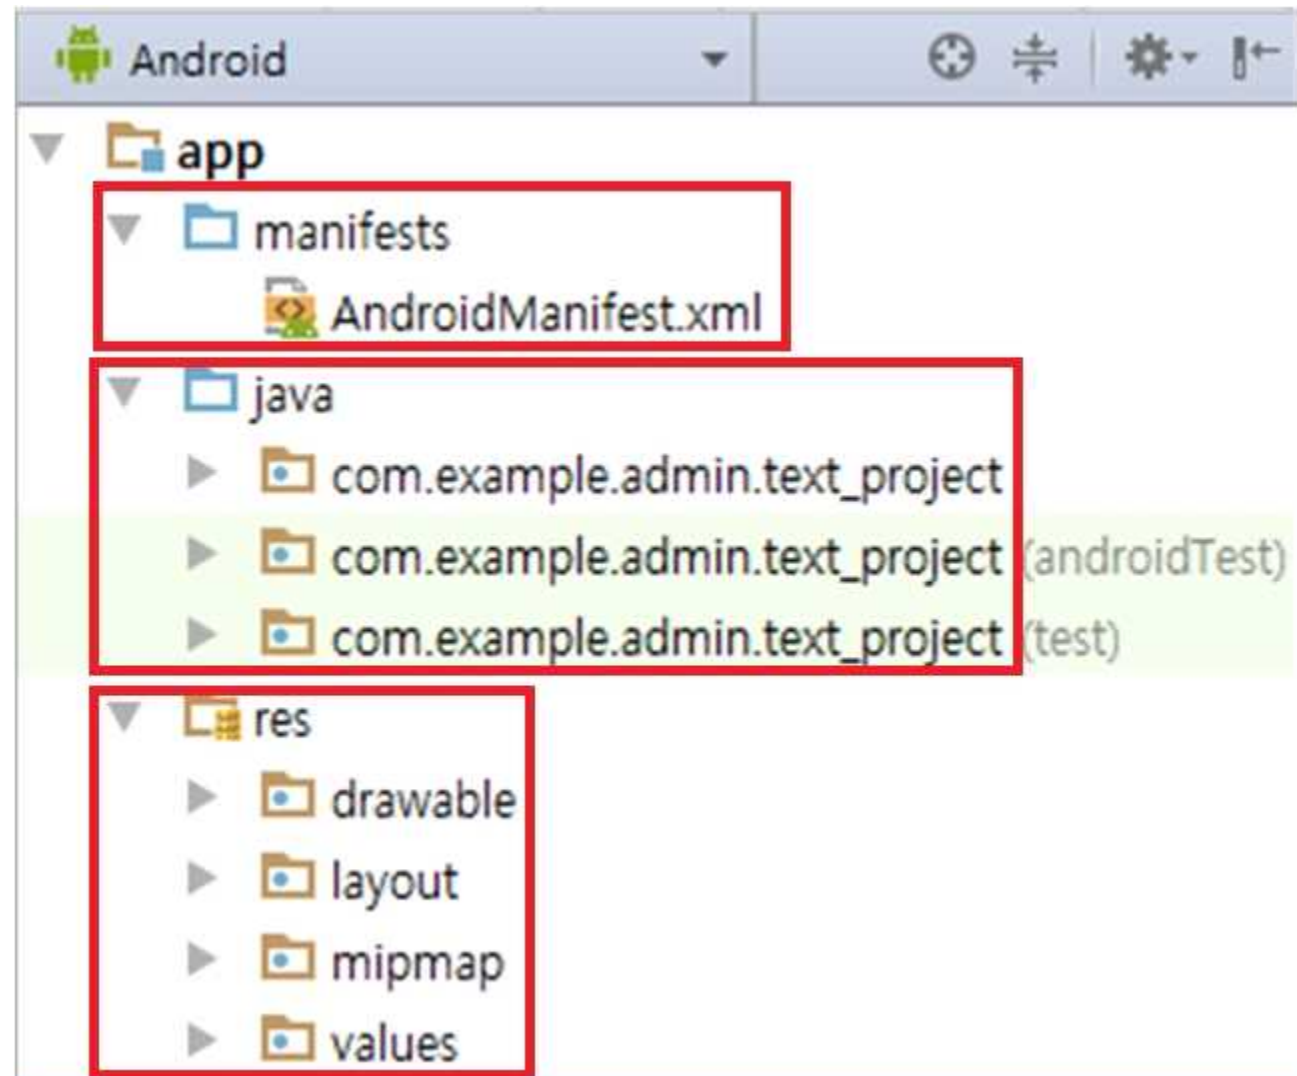 Android
app
manifests
AndroidManifest.xml
java
com.example.admin.text_project
com.example.admin.text_project (androidTest)
com.example.admin.text_project (test)
res
drawable
layout
mipmap
values